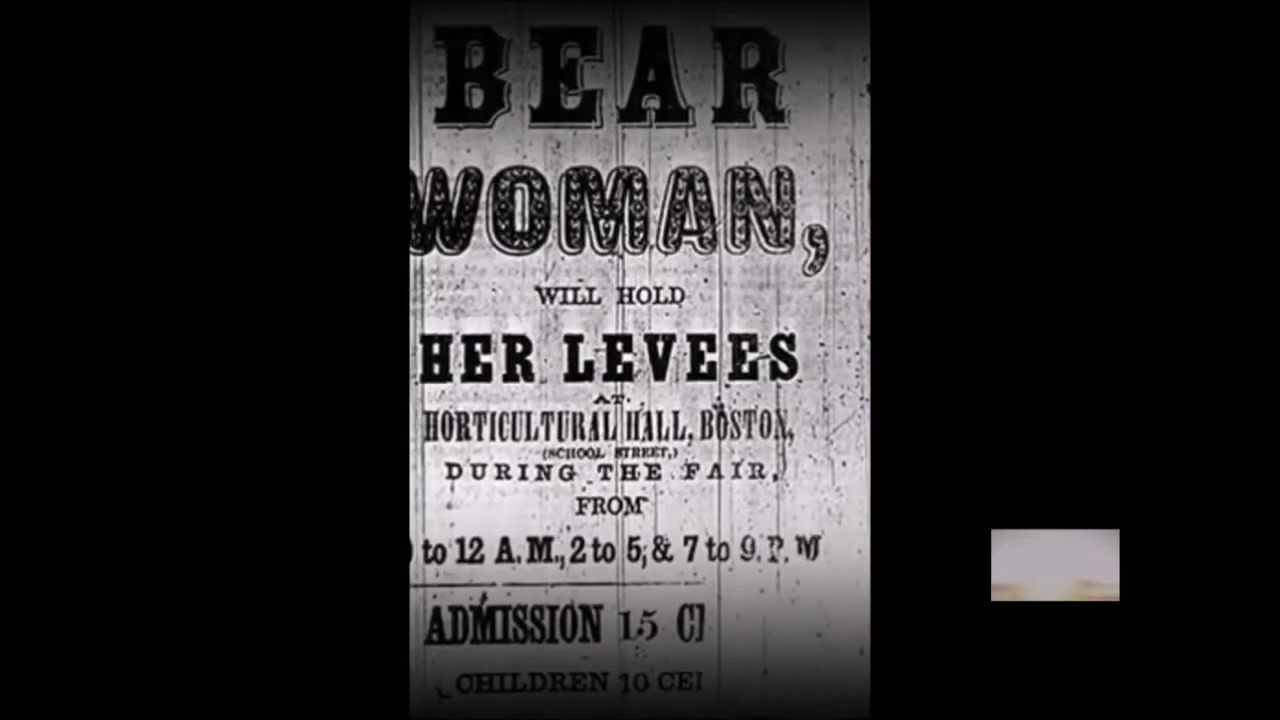 BEAR
WOMAN,
WILL HOLD
HER LEVEES
AT
HORTICULTURAL HALL, BOSTON,
(SCHOOL STREET,)
DURING THE FAIR,
FROM
to 12 A.M., 2 to 5, & 7 to 9. P. M
ADMISSION 15 C
CHILDREN 10 CE